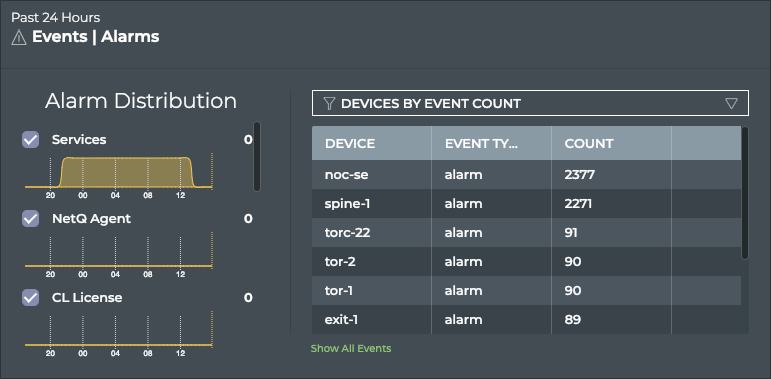 Past 24 Hours
Events | Alarms
Alarm Distribution
Services 0
20 00 04 08 12
NetQ Agent 0
20 00 04 08 12
CL License 0
20 00 04 08 12
DEVICES BY EVENT COUNT
DEVICE EVENT TY... COUNT
noc-se alarm 2377
spine-1 alarm 2271
torc-22 alarm 91
tor-2 alarm 90
tor-1 alarm 90
exit-1 alarm 89
Show All Events